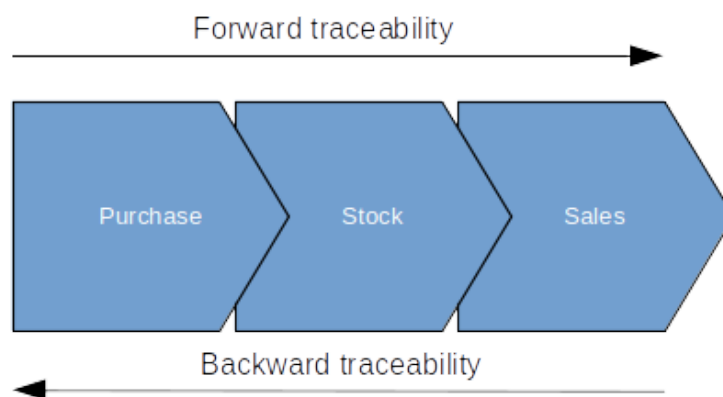 Forward traceability
Purchase
Stock
Sales
Backward traceability